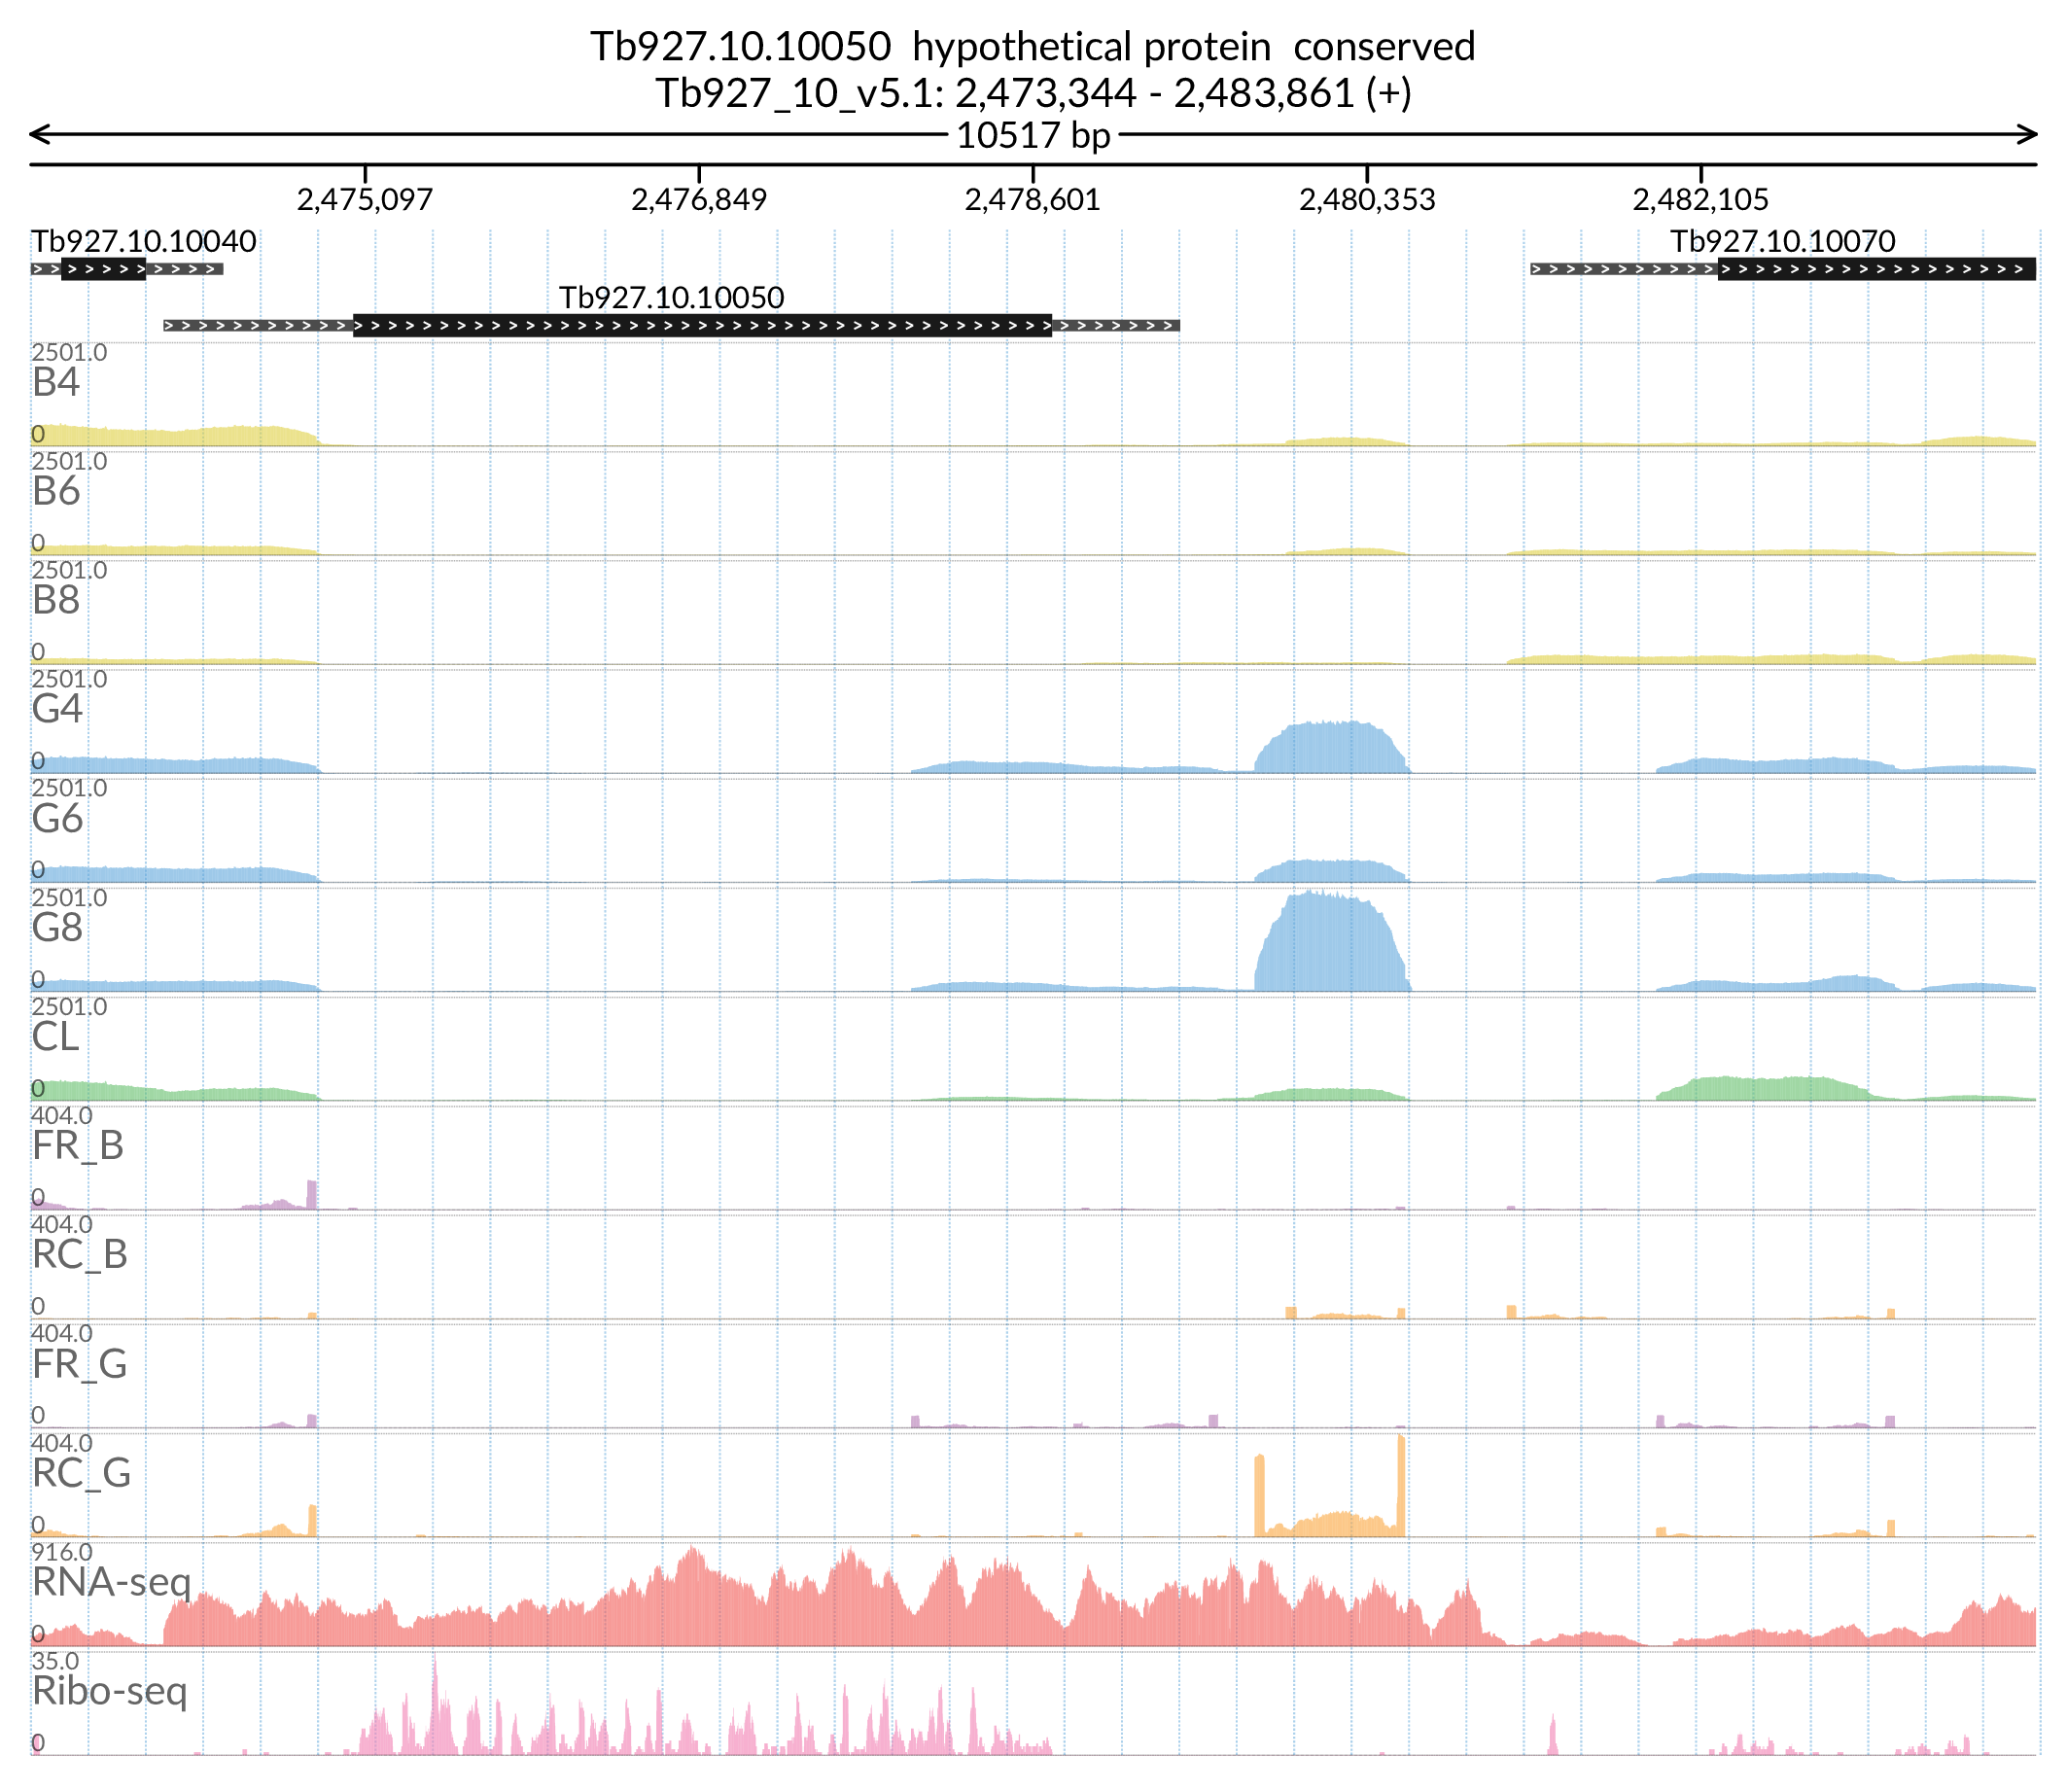 Tb927.10.10050 hypothetical protein conserved
Tb927_10_v5.1: 2,473,344 - 2,483,861 (+)
10517 bp
2,475,097 2,476,849 2,478,601 2,480,353 2,482,105
Tb927.10.10040 Tb927.10.10070
Tb927.10.10050
2501.0
B4
0
2501.0
B6
0
2501.0
B8
0
2501.0
G4
0
2501.0
G6
0
2501.0
G8
0
2501.0
CL
0
404.0
FR_B
0
404.0
RC_B
0
404.0
FR_G
0
404.0
RC_G
0
916.0
RNA-seq
0
35.0
Ribo-seq
0